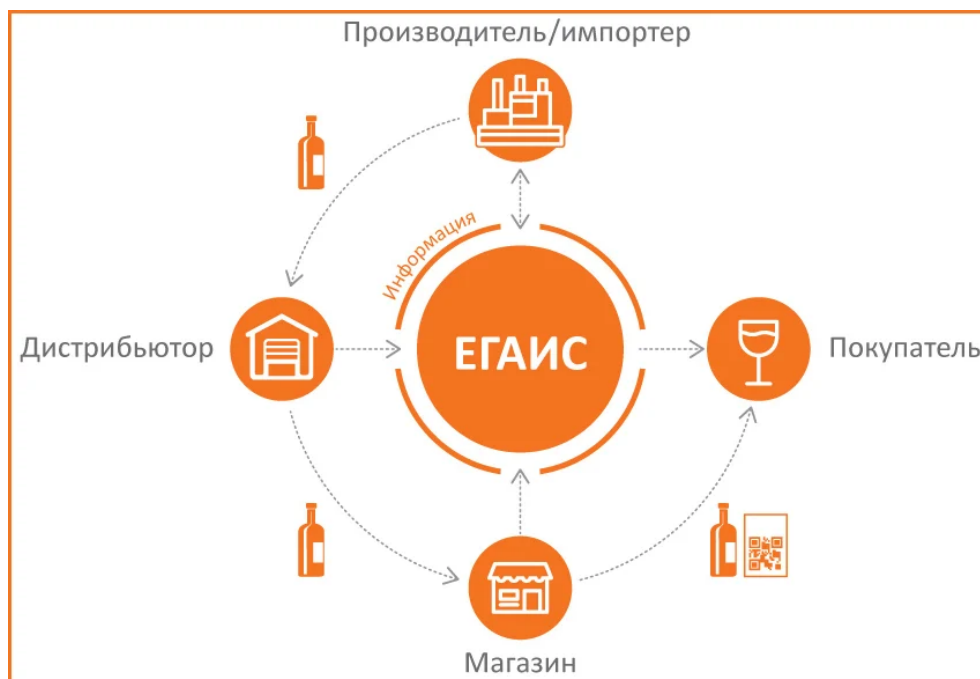 Производитель/импортер
Информация
Дистрибьютор
ЕГАИС
Покупатель
Магазин